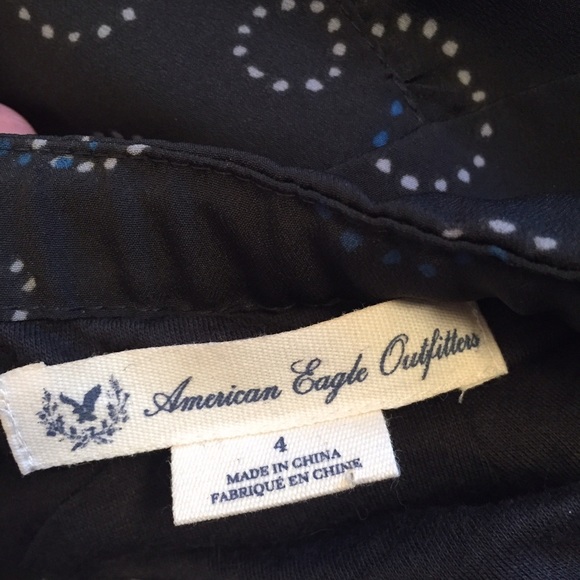 American Eagle Outfitters
4
MADE IN CHINA
FABRIQUÉ EN CHINE